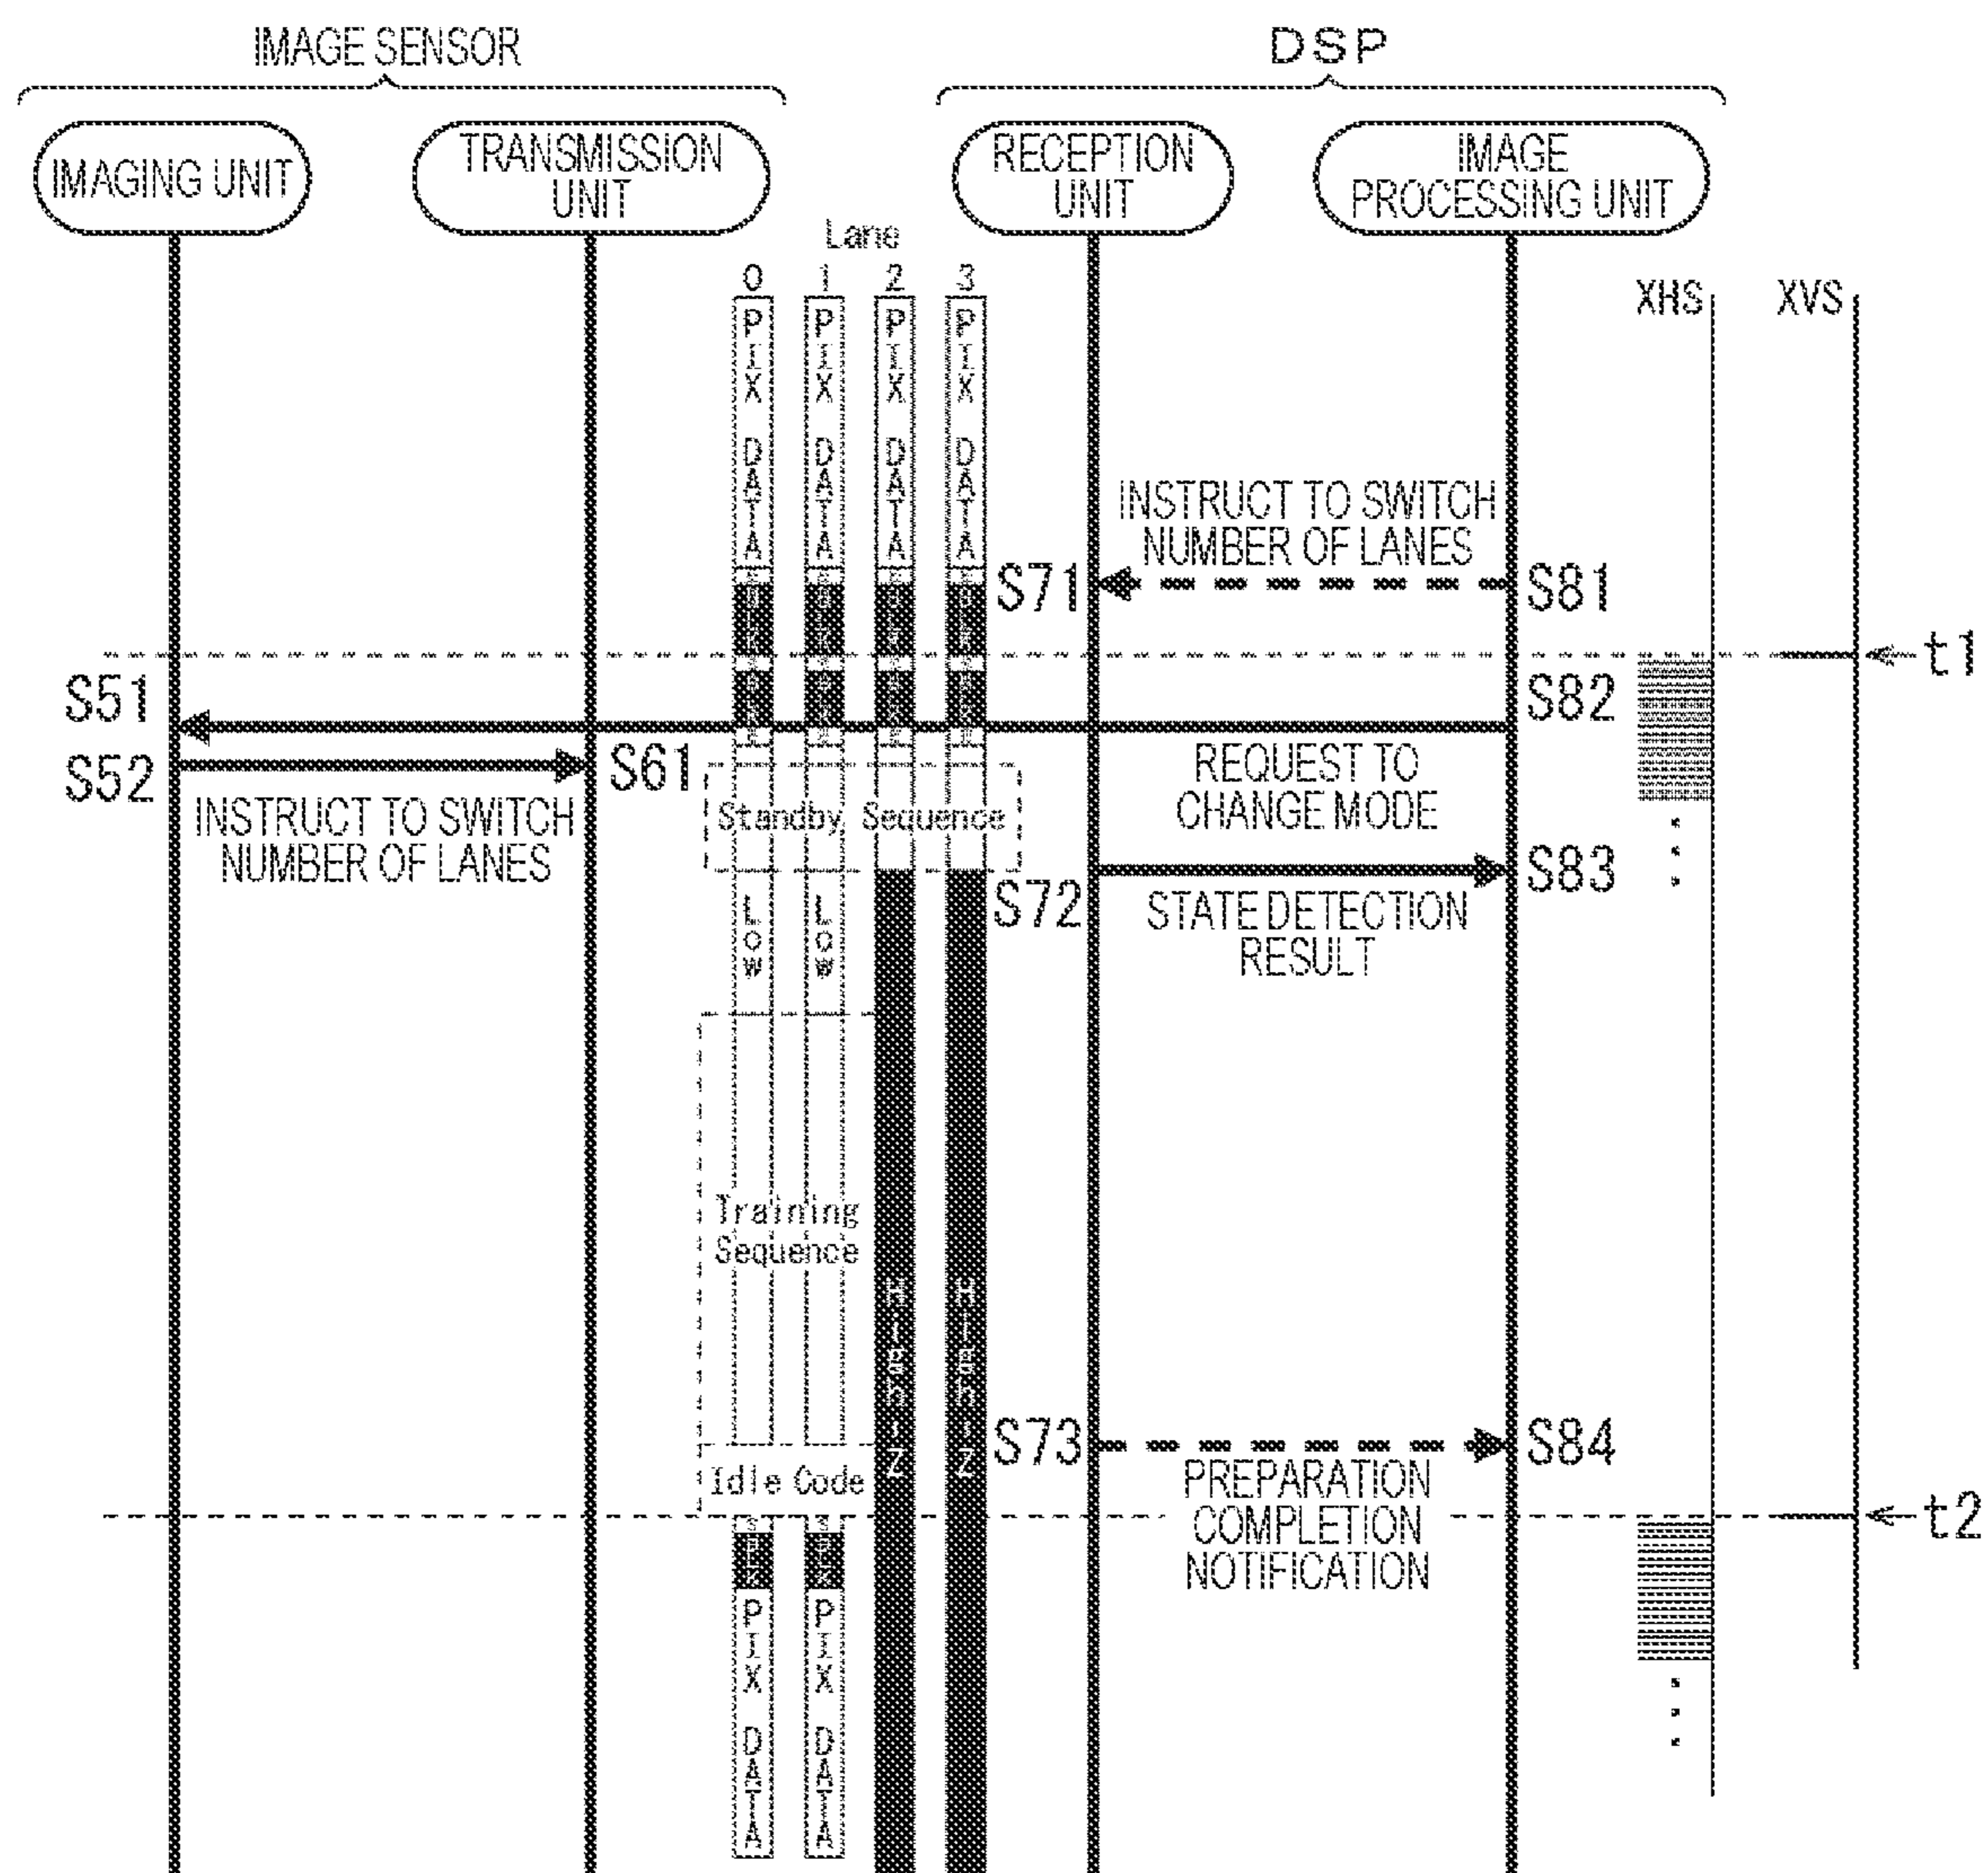 IMAGE SENSOR
DSP
IMAGING UNIT
TRANSMISSION
UNIT
RECEPTION
UNIT
IMAGE
PROCESSING UNIT
Lane
0 1 2 3
XHS
XVS
PIX DATA
PIX DATA
PIX DATA
PIX DATA
INSTRUCT TO SWITCH
NUMBER OF LANES
S71
S81
t1
S51
S82
S52
S61
REQUEST TO
CHANGE MODE
INSTRUCT TO SWITCH
NUMBER OF LANES
Standby Sequence
S72
S83
STATE DETECTION
RESULT
Low
Low
Training
Sequence
High-Z
High-Z
S73
S84
Idle Code
PREPARATION
COMPLETION
NOTIFICATION
t2
PIX DATA
PIX DATA